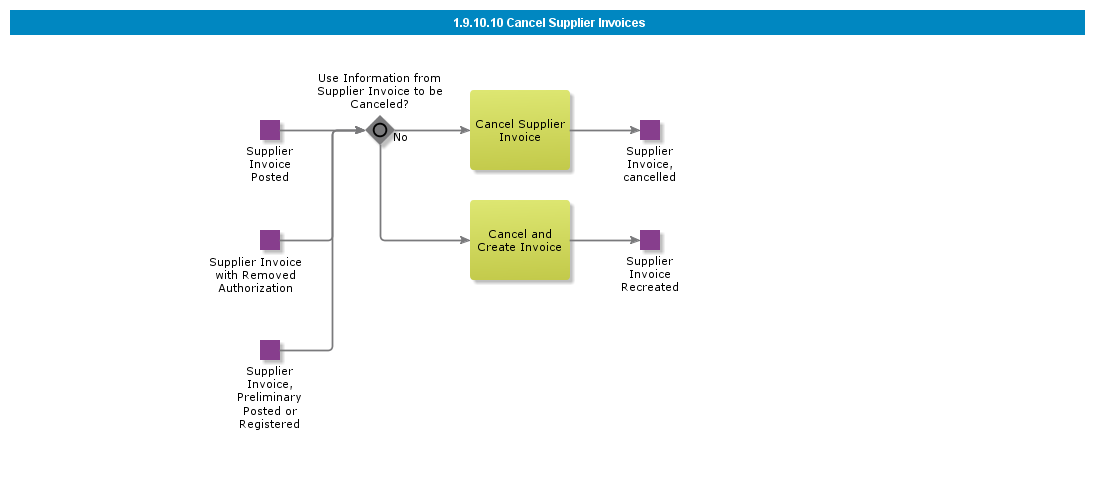 1.9.10.10 Cancel Supplier Invoices
Use Information from
Supplier Invoice to be
Canceled?
No
Cancel Supplier
Invoice
Supplier
Invoice
Posted
Supplier
Invoice,
cancelled
Supplier Invoice
with Removed
Authorization
Cancel and
Create Invoice
Supplier
Invoice
Recreated
Supplier
Invoice,
Preliminary
Posted or
Registered